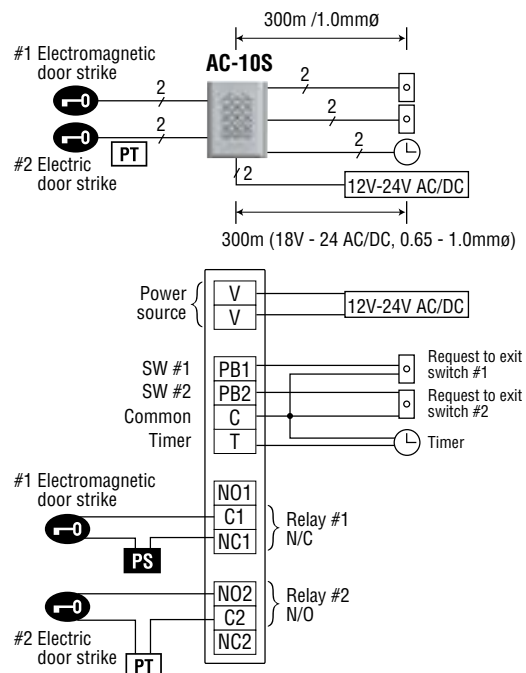 300m /1.0mmø
#1 Electromagnetic
door strike
AC-10S
2
2
2
2
2
2
PT
#2 Electric
door strike
12V-24V AC/DC
300m (18V - 24 AC/DC, 0.65 - 1.0mmø)
Power
source
V
V
12V-24V AC/DC
SW #1
PB1
Request to exit
switch #1
SW #2
PB2
Request to exit
switch #2
Common
C
Timer
T
Timer
#1 Electromagnetic
door strike
NO1
C1
NC1
Relay #1
N/C
PS
NO2
C2
NC2
Relay #2
N/O
#2 Electric
door strike
PT